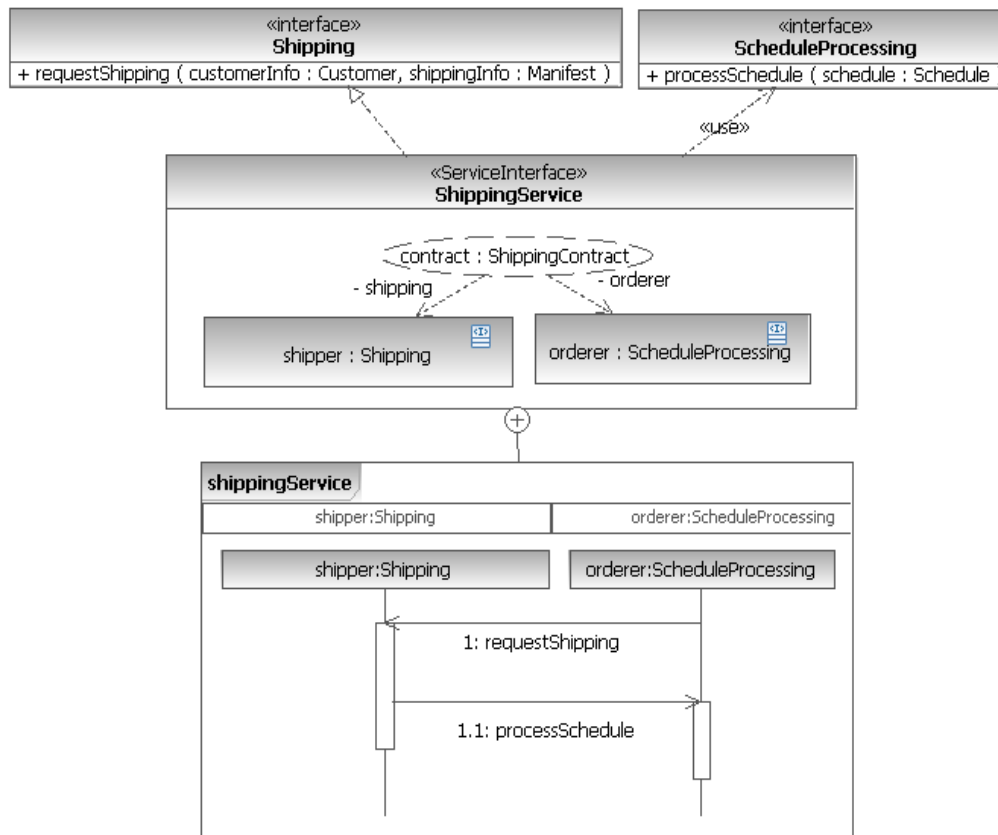 «interface»
Shipping
+ requestShipping ( customerInfo : Customer, shippingInfo : Manifest )
«interface»
ScheduleProcessing
+ processSchedule ( schedule : Schedule
«use»
«ServiceInterface»
ShippingService
contract : ShippingContract
- shipping
- orderer
shipper : Shipping
orderer : ScheduleProcessing
shippingService
shipper:Shipping
orderer:ScheduleProcessing
shipper:Shipping
orderer:ScheduleProcessing
1: requestShipping
1.1: processSchedule